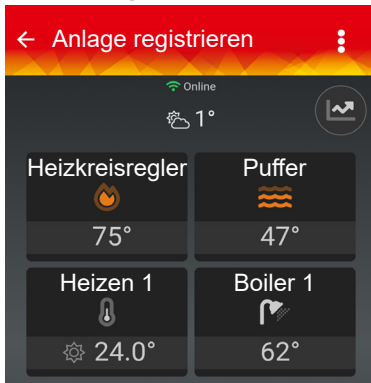 Anlage registrieren
Online
1°
Heizkreisregler
Puffer
75°
47°
Heizen 1
Boiler 1
24.0°
62°